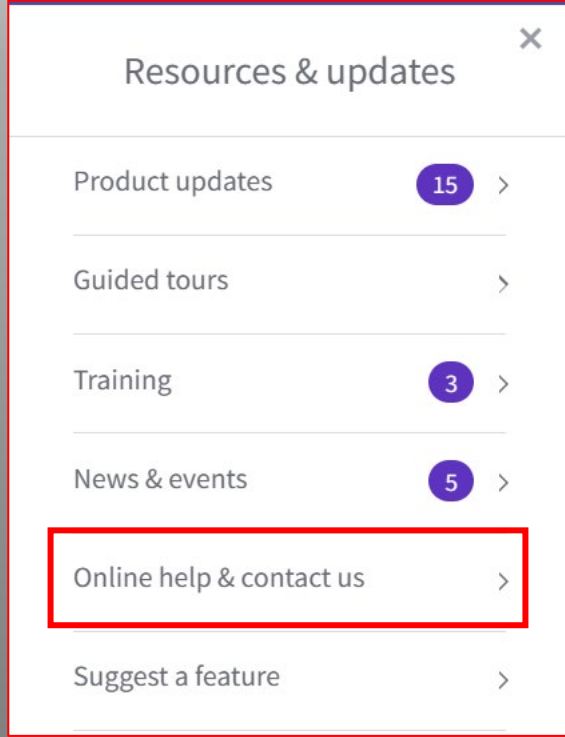 Resources & updates
Product updates 15
Guided tours
Training 3
News & events 5
Online help & contact us
Suggest a feature